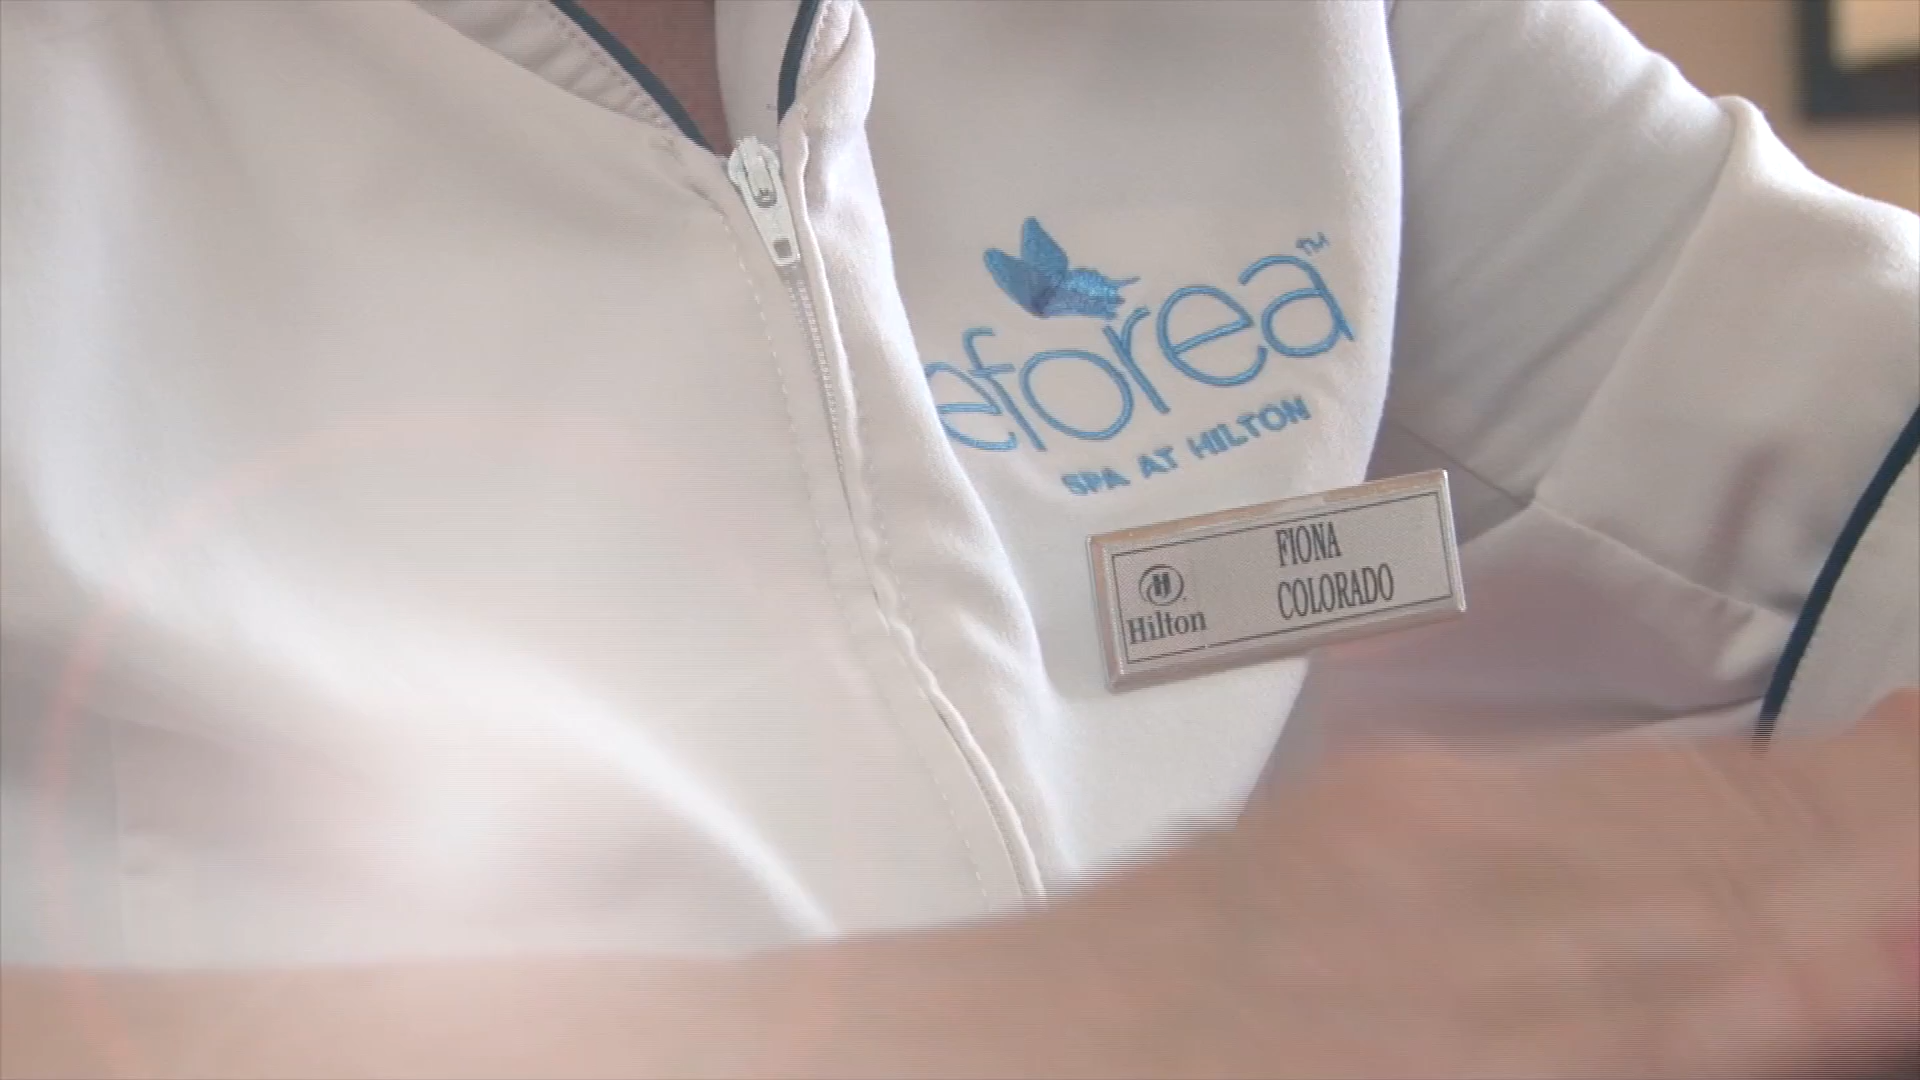 eforea™
SPA AT HILTON
FIONA
COLORADO
H
Hilton